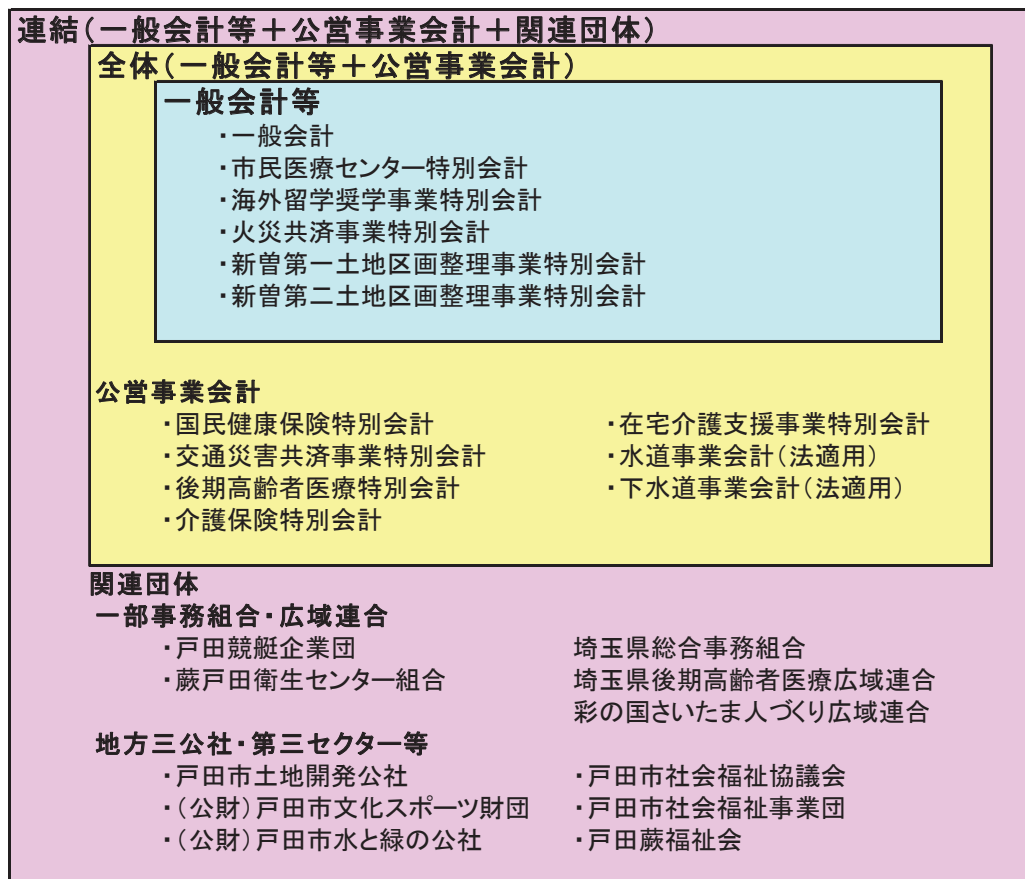 連結(一般会計等＋公営事業会計＋関連団体)
全体(一般会計等＋公営事業会計)
一般会計等
・一般会計
・市民医療センター特別会計
・海外留学奨学事業特別会計
・火災共済事業特別会計
・新曽第一土地区画整理事業特別会計
・新曽第二土地区画整理事業特別会計
公営事業会計
・国民健康保険特別会計
・交通災害共済事業特別会計
・後期高齢者医療特別会計
・介護保険特別会計
・在宅介護支援事業特別会計
・水道事業会計(法適用)
・下水道事業会計(法適用)
関連団体
一部事務組合・広域連合
・戸田競艇企業団
・蕨戸田衛生センター組合
埼玉県総合事務組合
埼玉県後期高齢者医療広域連合
彩の国さいたま人づくり広域連合
地方三公社・第三セクター等
・戸田市土地開発公社
・(公財)戸田市文化スポーツ財団
・(公財)戸田市水と緑の公社
・戸田市社会福祉協議会
・戸田市社会福祉事業団
・戸田蕨福祉会